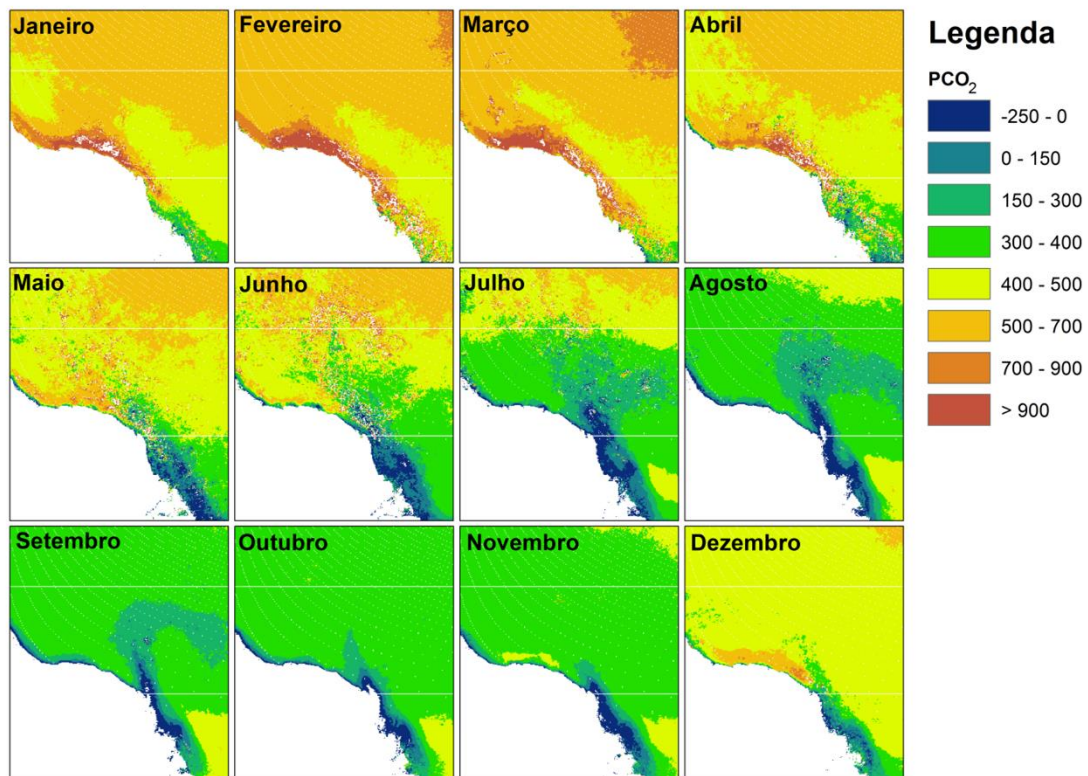 Janeiro
Fevereiro
Março
Abril
Maio
Junho
Julho
Agosto
Setembro
Outubro
Novembro
Dezembro
Legenda
PCO₂
-250 - 0
0 - 150
150 - 300
300 - 400
400 - 500
500 - 700
700 - 900
> 900